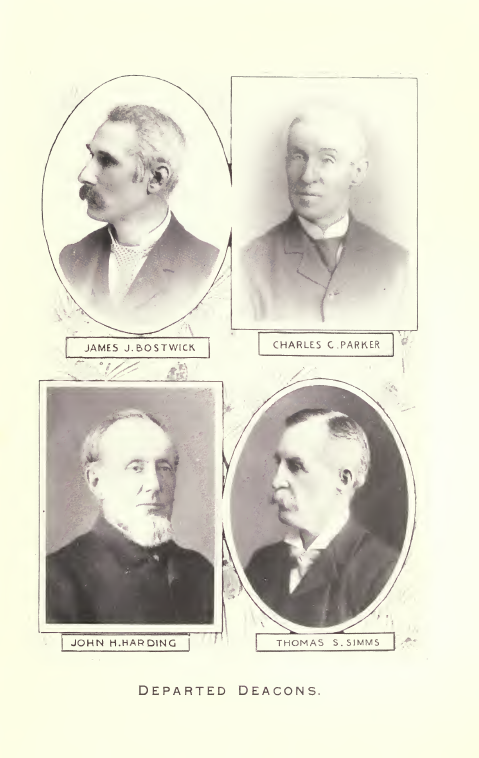 JAMES J. BOSTWICK
CHARLES C. PARKER
JOHN H. HARDING
THOMAS S. SIMMS
DEPARTED DEACONS.